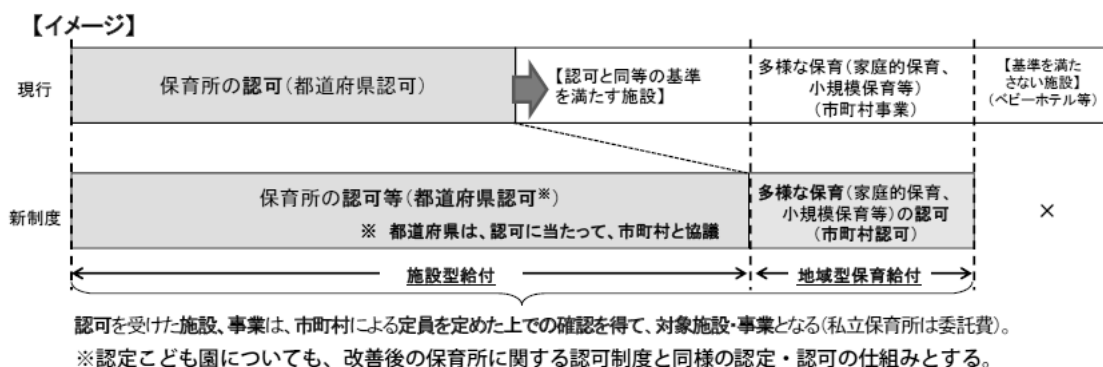 【イメージ】
現行
保育所の認可(都道府県認可)
【認可と同等の基準
を満たす施設】
多様な保育(家庭的保育、
小規模保育等)
(市町村事業)
【基準を満た
さない施設】
(ベビーホテル等)
新制度
保育所の認可等(都道府県認可※)
※ 都道府県は、認可に当たって、市町村と協議
多様な保育(家庭的保育、
小規模保育等)の認可
(市町村認可)
×
施設型給付
地域型保育給付
認可を受けた施設、事業は、市町村による定員を定めた上での確認を得て、対象施設・事業となる(私立保育所は委託費)。
※認定こども園についても、改善後の保育所に関する認可制度と同様の認定・認可の仕組みとする。